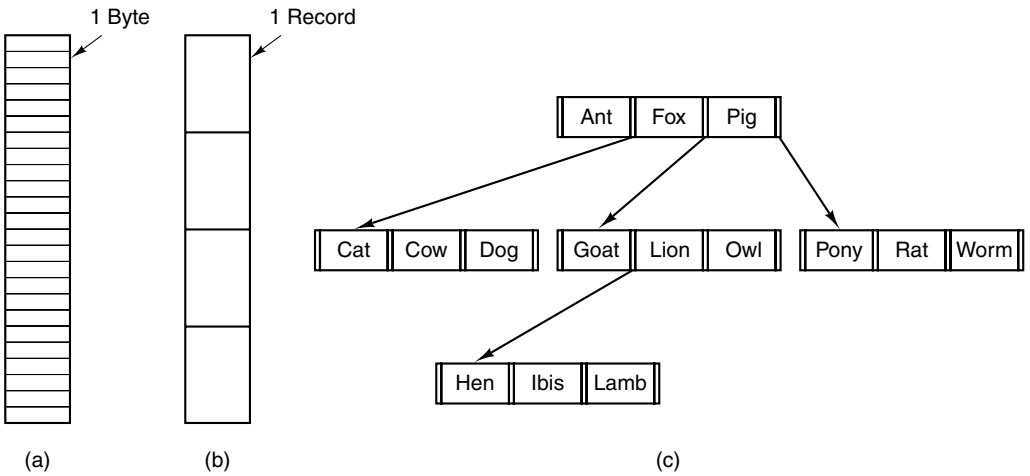 1 Byte
1 Record
Ant Fox Pig
Cat Cow Dog
Goat Lion Owl
Pony Rat Worm
Hen Ibis Lamb
(a)
(b)
(c)